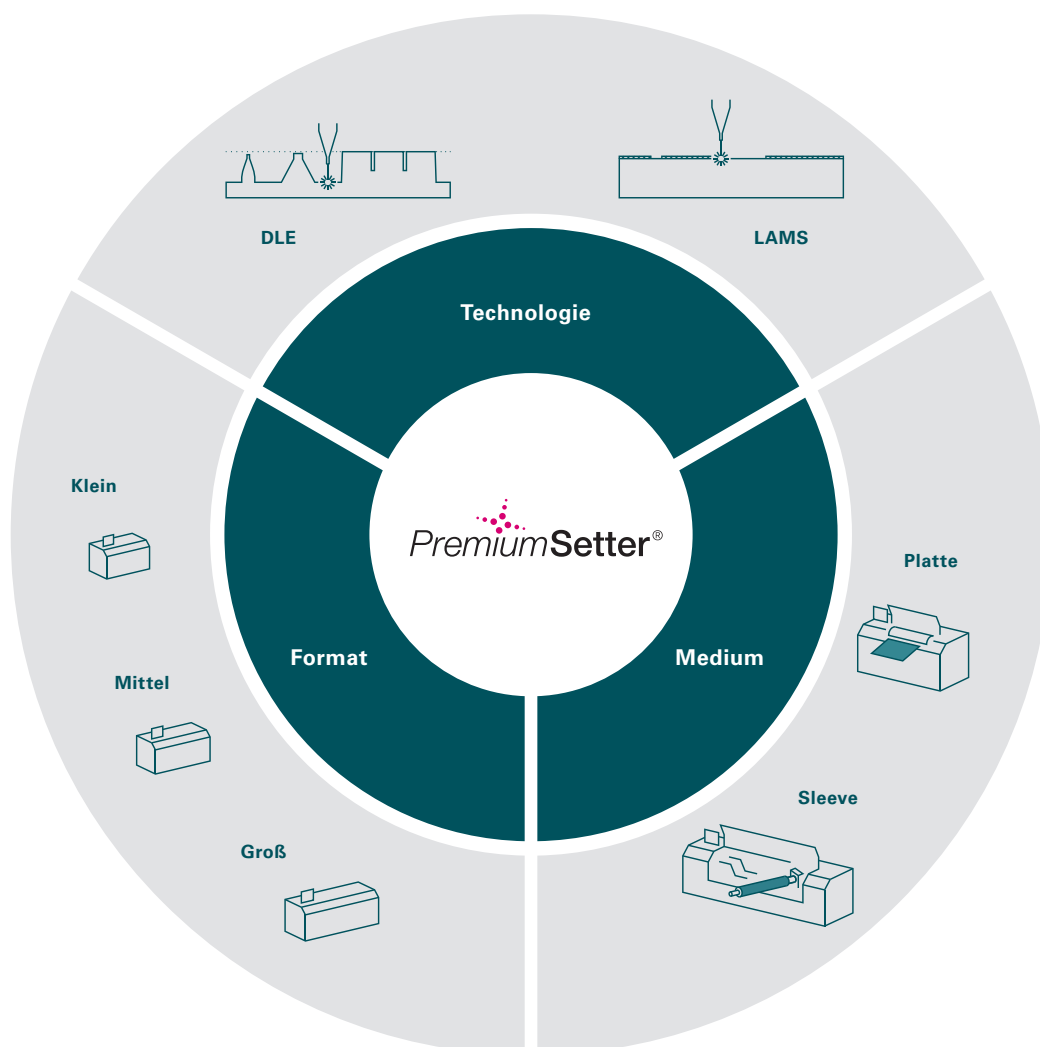 DLE
LAMS
Technologie
Klein
PremiumSetter®
Platte
Format
Medium
Mittel
Sleeve
Groß